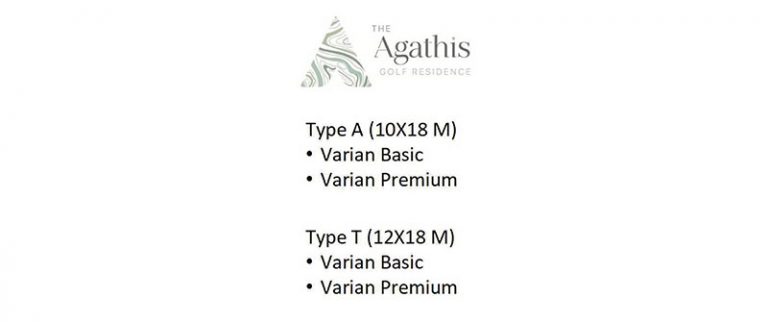 THE
Agathis
GOLF RESIDENCE
Type A (10X18 M)
• Varian Basic
• Varian Premium
Type T (12X18 M)
• Varian Basic
• Varian Premium